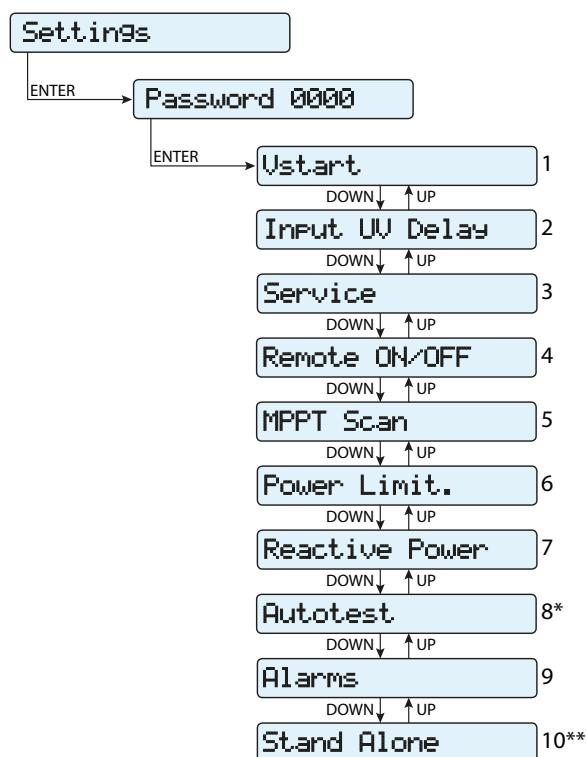 Settings
ENTER
Password 0000
ENTER
Vstart 1
DOWN UP
Input UV Delay 2
DOWN UP
Service 3
DOWN UP
Remote ON/OFF 4
DOWN UP
MPPT Scan 5
DOWN UP
Power Limit. 6
DOWN UP
Reactive Power 7
DOWN UP
Autotest 8*
DOWN UP
Alarms 9
DOWN UP
Stand Alone 10**